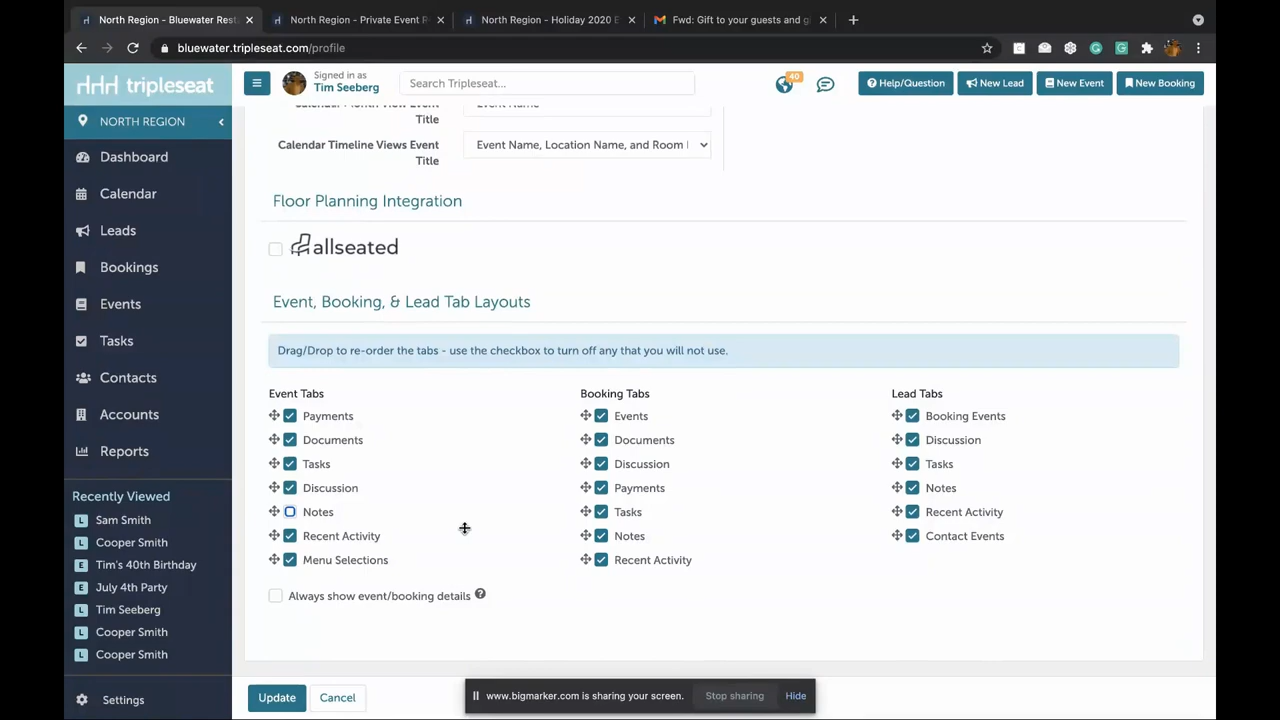 North Region - Bluewater Rest
North Region - Private Event R
North Region - Holiday 2020 E
Fwd: Gift to your guests and g
bluewater.tripleseat.com/profile
tripleseat
Signed in as
Tim Seeberg
Search Tripleseat...
40
Help/Question
New Lead
New Event
New Booking
NORTH REGION
Dashboard
Calendar
Leads
Bookings
Events
Tasks
Contacts
Accounts
Reports
Recently Viewed
L Sam Smith
L Cooper Smith
E Tim's 40th Birthday
E July 4th Party
L Tim Seeberg
L Cooper Smith
L Cooper Smith
Settings
Calendar Month View Event
Title
Event Name
Calendar Timeline Views Event
Title
Event Name, Location Name, and Room
Floor Planning Integration
allseated
Event, Booking, & Lead Tab Layouts
Drag/Drop to re-order the tabs - use the checkbox to turn off any that you will not use.
Event Tabs
Payments
Documents
Tasks
Discussion
Notes
Recent Activity
Menu Selections
Booking Tabs
Events
Documents
Discussion
Payments
Tasks
Notes
Recent Activity
Lead Tabs
Booking Events
Discussion
Tasks
Notes
Recent Activity
Contact Events
Always show event/booking details
Update
Cancel
www.bigmarker.com is sharing your screen.
Stop sharing
Hide